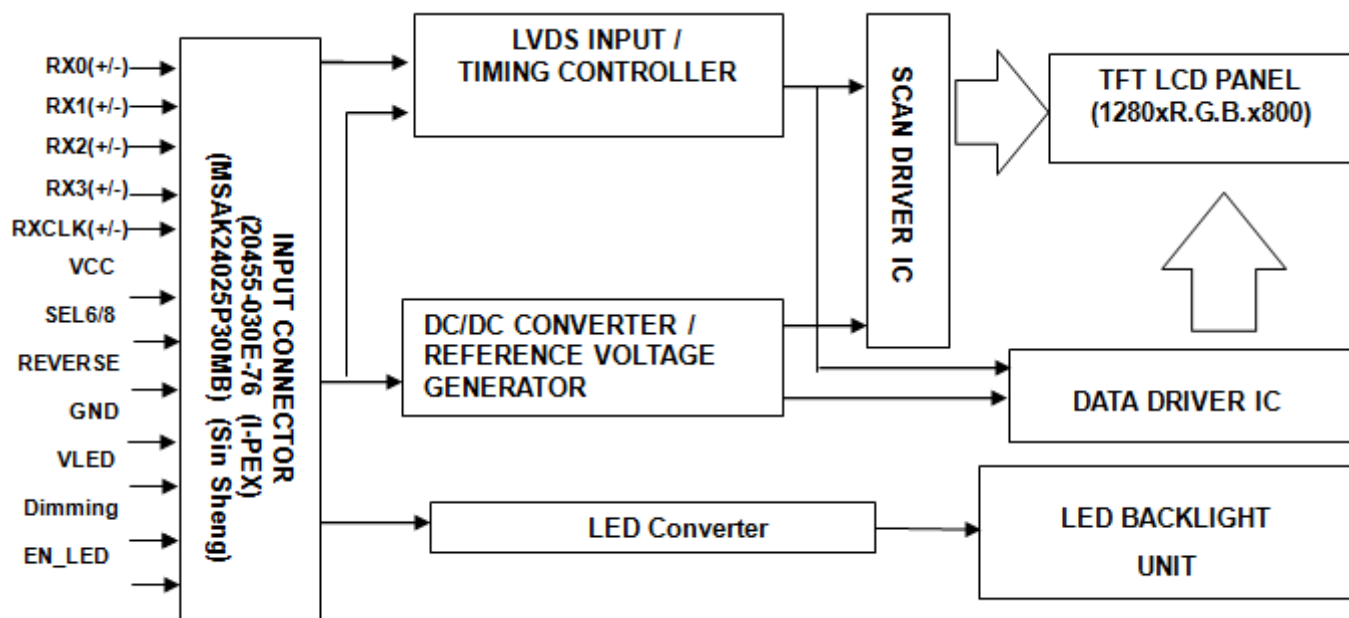 RX0(+/-)
RX1(+/-)
RX2(+/-)
RX3(+/-)
RXCLK(+/-)
VCC
SEL6/8
REVERSE
GND
VLED
Dimming
EN_LED
INPUT CONNECTOR
(20455-030E-76 (I-PEX)
(MSAK24025P30MB) (Sin Sheng)
LVDS INPUT /
TIMING CONTROLLER
DC/DC CONVERTER /
REFERENCE VOLTAGE
GENERATOR
LED Converter
SCAN DRIVER IC
TFT LCD PANEL
(1280xR.G.B.x800)
DATA DRIVER IC
LED BACKLIGHT
UNIT